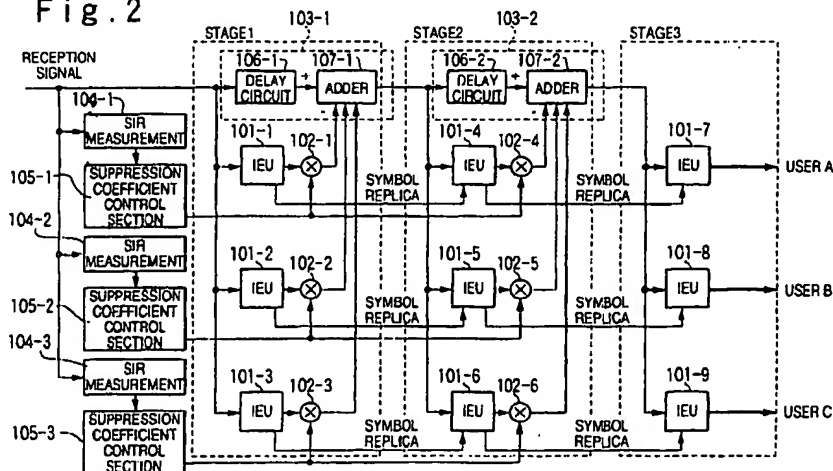 Fig. 2
103-1
103-2
STAGE1
STAGE2
STAGE3
RECEPTION
SIGNAL
106-1
107-1
106-2
107-2
DELAY
CIRCUIT
+
ADDER
DELAY
CIRCUIT
+
ADDER
104-1
SIR
MEASUREMENT
101-1
102-1
101-4
102-4
101-7
IEU
IEU
IEU
USER A
105-1
SUPPRESSION
COEFFICIENT
CONTROL
SECTION
SYMBOL
REPLICA
SYMBOL
REPLICA
104-2
SIR
MEASUREMENT
101-2
102-2
101-5
102-5
101-8
IEU
IEU
IEU
USER B
105-2
SUPPRESSION
COEFFICIENT
CONTROL
SECTION
SYMBOL
REPLICA
SYMBOL
REPLICA
104-3
SIR
MEASUREMENT
101-3
102-3
101-6
102-6
101-9
IEU
IEU
IEU
USER C
105-3
SUPPRESSION
COEFFICIENT
CONTROL
SECTION
SYMBOL
REPLICA
SYMBOL
REPLICA